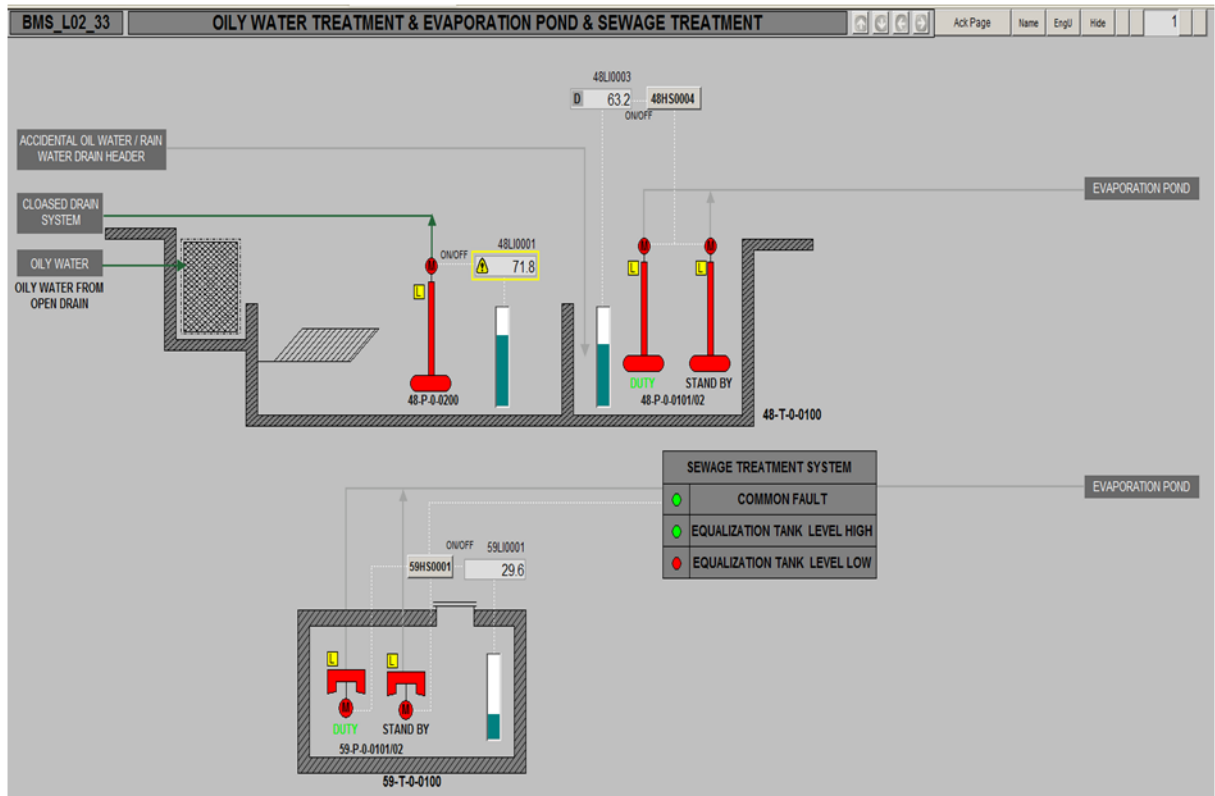 BMS_L02_33
OILY WATER TREATMENT & EVAPORATION POND & SEWAGE TREATMENT
Ack Page
Name
EngU
Hide
1
48LI0003
D 63.2
48HS0004
ON/OFF
ACCIDENTAL OIL WATER / RAIN
WATER DRAIN HEADER
EVAPORATION POND
CLOASED DRAIN
SYSTEM
48LI0001
ON/OFF
71.8
M
M
M
OILY WATER
L
L
L
OILY WATER FROM
OPEN DRAIN
DUTY
STAND BY
48-P-0-0200
48-P-0-0101/02
48-T-0-0100
SEWAGE TREATMENT SYSTEM
EVAPORATION POND
COMMON FAULT
EQUALIZATION TANK LEVEL HIGH
EQUALIZATION TANK LEVEL LOW
ON/OFF
59LI0001
59HS0001
29.6
L
L
M
M
DUTY
STAND BY
59-P-0-0101/02
59-T-0-0100